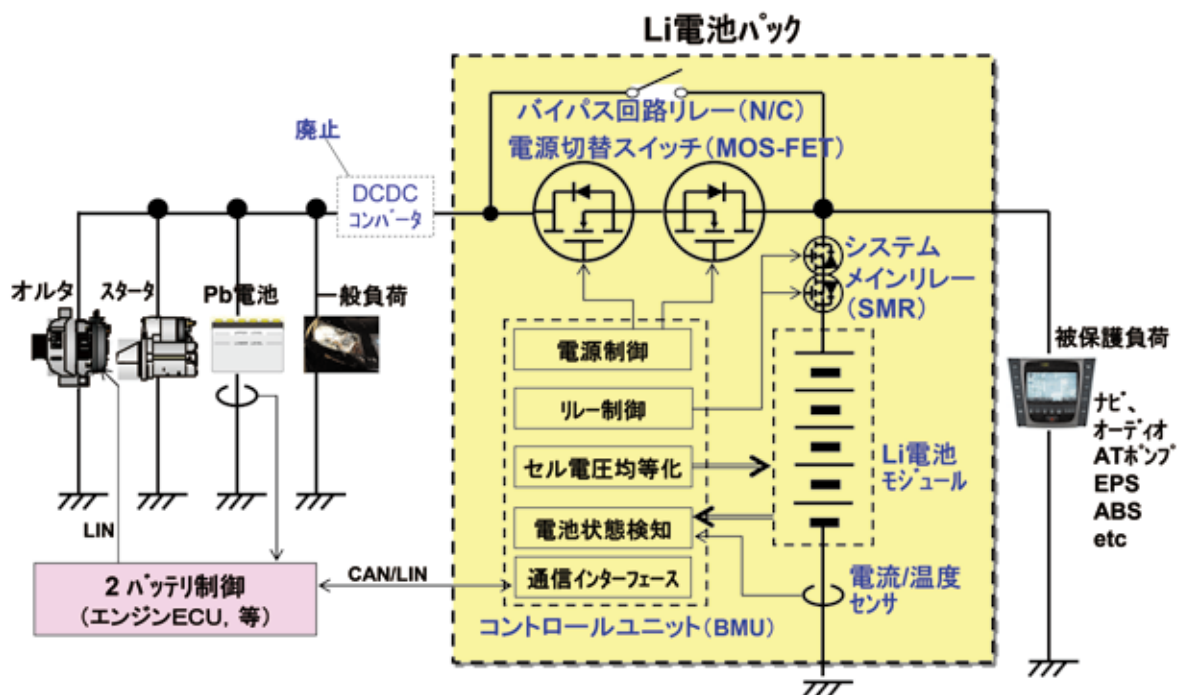 Li電池パック
バイパス回路リレー(N/C)
電源切替スイッチ(MOS-FET)
廃止
DCDC
コンバータ
オルタ
スタータ
Pb電池
一般負荷
システム
メインリレー
(SMR)
電源制御
リレー制御
セル電圧均等化
電池状態検知
通信インターフェース
Li電池
モジュール
被保護負荷
ナビ、
オーディオ
ATポンプ
EPS
ABS
etc
LIN
CAN/LIN
2 バッテリ制御
(エンジンECU, 等)
電流/温度
センサ
コントロールユニット(BMU)